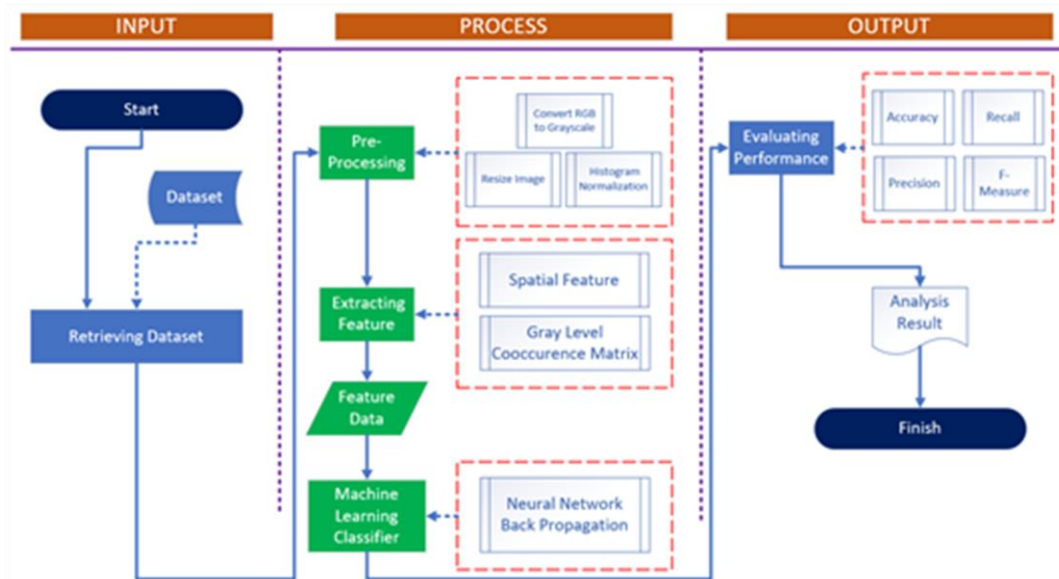 INPUT
PROCESS
OUTPUT
Start
Dataset
Retrieving Dataset
Pre-
Processing
Convert RGB
to Grayscale
Resize Image
Histogram
Normalization
Extracting
Feature
Spatial Feature
Gray Level
Cooccurence Matrix
Feature
Data
Machine
Learning
Classifier
Neural Network
Back Propagation
Evaluating
Performance
Accuracy
Recall
Precision
F-
Measure
Analysis
Result
Finish